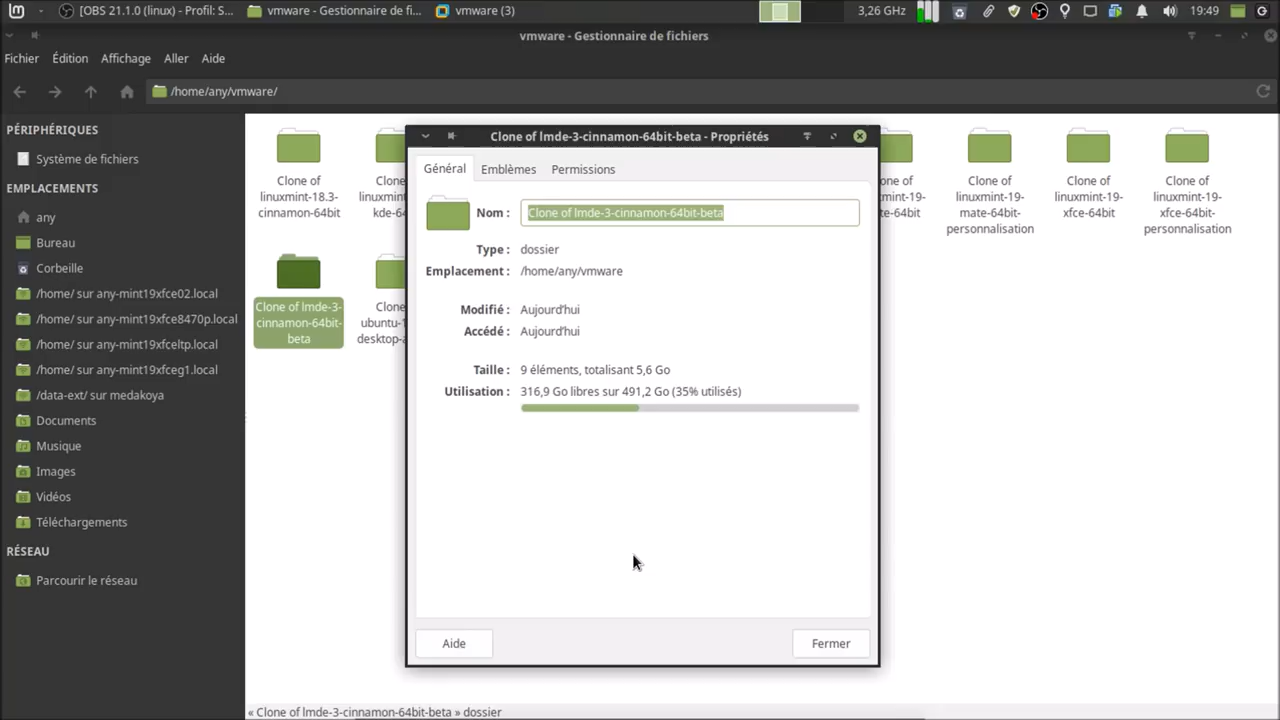 [OBS 21.1.0 (linux) - Profil: S...
vmware - Gestionnaire de fi...
vmware (3)
3,26 GHz
19:49
vmware - Gestionnaire de fichiers
Fichier
Édition
Affichage
Aller
Aide
/home/any/vmware/
PÉRIPHÉRIQUES
Système de fichiers
EMPLACEMENTS
any
Bureau
Corbeille
/home/ sur any-mint19xfce02.local
/home/ sur any-mint19xfce8470p.local
/home/ sur any-mint19xfceltp.local
/home/ sur any-mint19xfceg1.local
/data-ext/ sur medakoya
Documents
Musique
Images
Vidéos
Téléchargements
RÉSEAU
Parcourir le réseau
Clone of
linuxmint-18.3-
cinnamon-64bit
Clone of lmde-3-
cinnamon-64bit-
beta
Clone of
linuxmint-19-
mate-64bit-
personnalisation
Clone of
linuxmint-19-
xfce-64bit
Clone of
linuxmint-19-
xfce-64bit-
personnalisation
Clone of lmde-3-cinnamon-64bit-beta - Propriétés
Général
Emblèmes
Permissions
Nom :
Clone of lmde-3-cinnamon-64bit-beta
Type :
dossier
Emplacement :
/home/any/vmware
Modifié :
Aujourd'hui
Accédé :
Aujourd'hui
Taille :
9 éléments, totalisant 5,6 Go
Utilisation :
316,9 Go libres sur 491,2 Go (35% utilisés)
Aide
Fermer
« Clone of lmde-3-cinnamon-64bit-beta » dossier